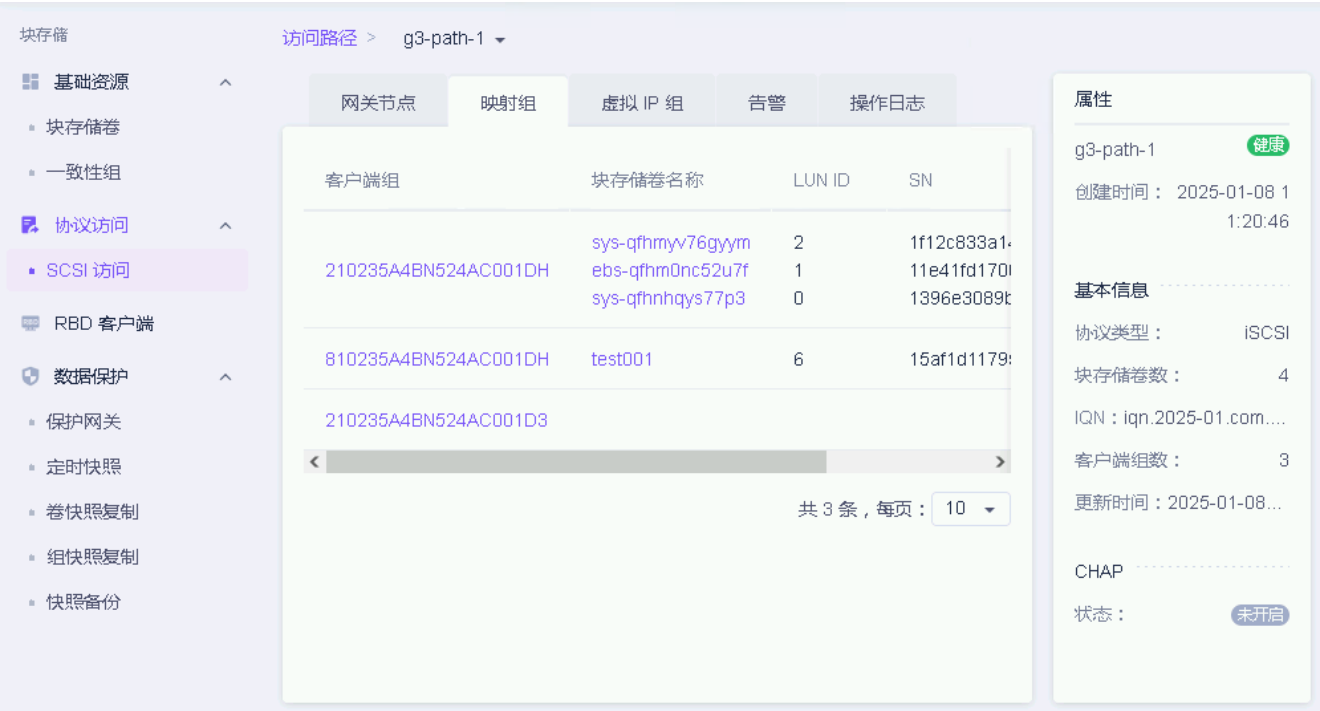 块存储
基础资源
块存储卷
一致性组
协议访问
SCSI 访问
RBD 客户端
数据保护
保护网关
定时快照
卷快照复制
组快照复制
快照备份
访问路径 > g3-path-1
网关节点 映射组 虚拟 IP 组 告警 操作日志
客户端组 块存储卷名称 LUN ID SN
sys-qfhmyv76gyym 2 1f12c833a14
210235A4BN524AC001DH ebs-qfhm0nc52u7f 1 11e41fd170
sys-qfhnhqys77p3 0 1396e3089b
810235A4BN524AC001DH test001 6 15af1d1179
210235A4BN524AC001D3
共 3 条，每页： 10
属性
g3-path-1 健康
创建时间： 2025-01-08 1
1:20:46
基本信息
协议类型： iSCSI
块存储卷数： 4
IQN：iqn.2025-01.com....
客户端组数： 3
更新时间：2025-01-08...
CHAP
状态： 未开启